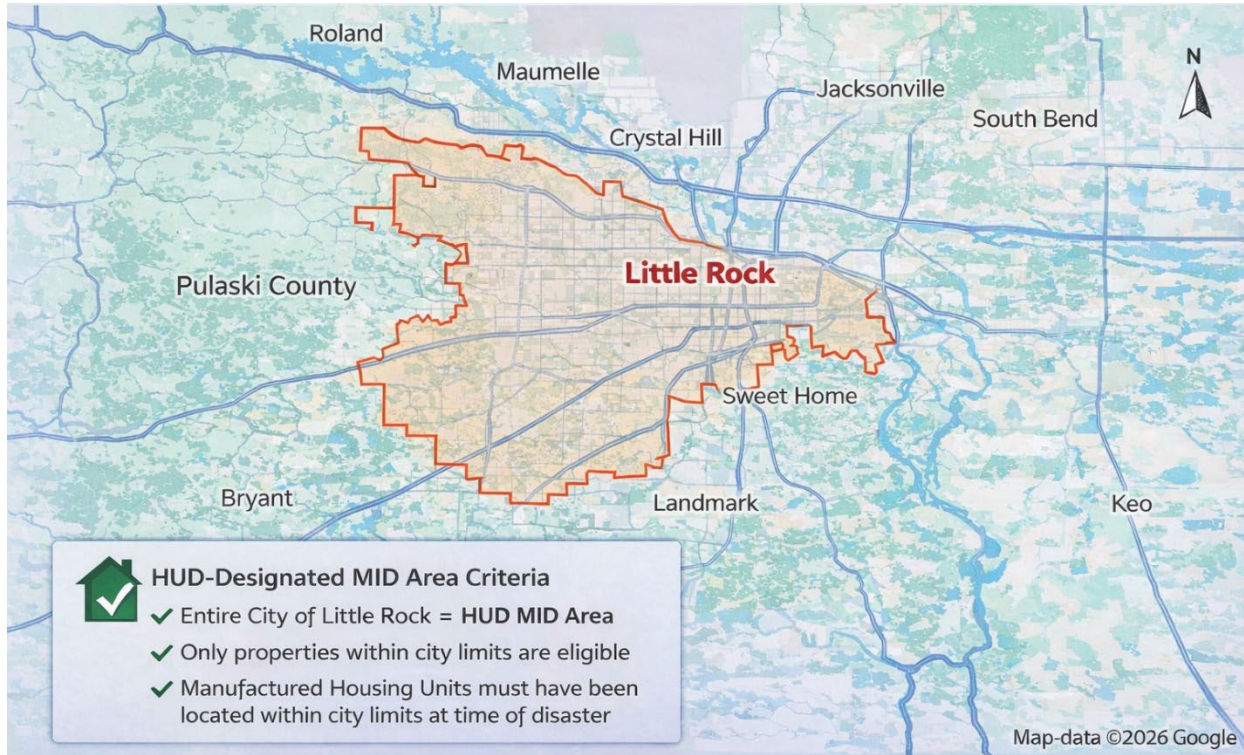 Roland
Maumelle
N
Jacksonville
South Bend
Crystal Hill
Little Rock
Pulaski County
Sweet Home
Bryant
Landmark
Keo
HUD-Designated MID Area Criteria
Entire City of Little Rock = HUD MID Area
Only properties within city limits are eligible
Manufactured Housing Units must have been
located within city limits at time of disaster
Map-data ©2026 Google